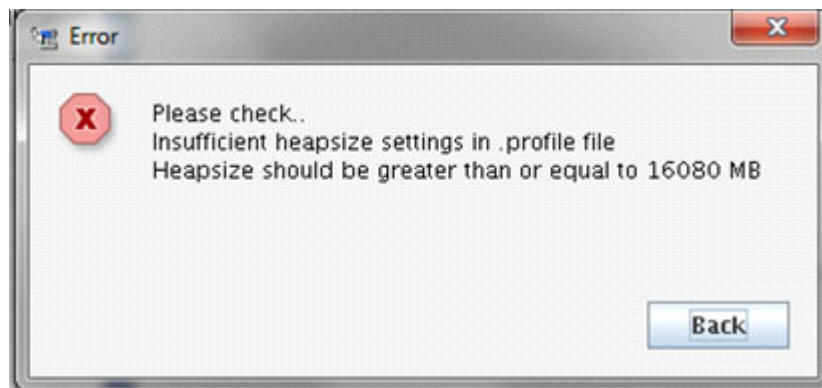 Error
Please check..
Insufficient heapsize settings in .profile file
Heapsize should be greater than or equal to 16080 MB
Back